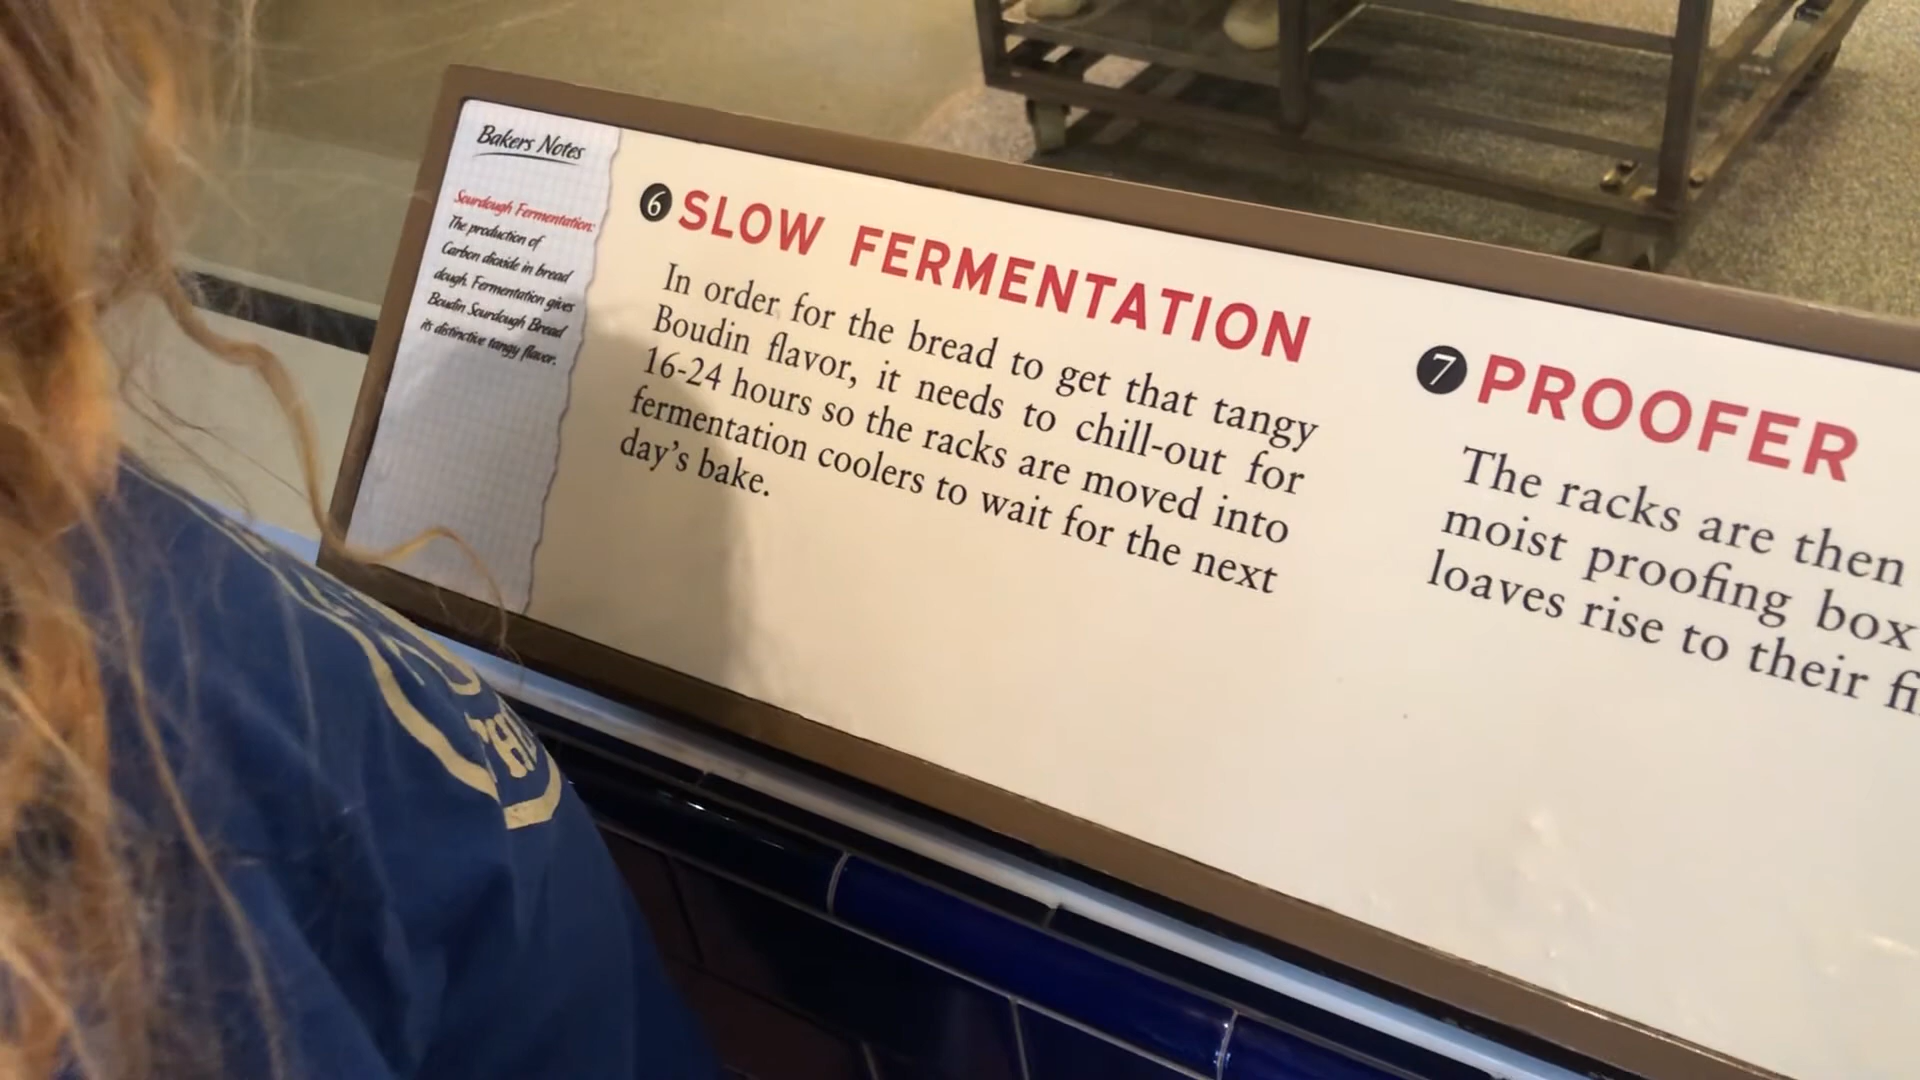 Bakers Notes
Sourdough Fermentation:
The production of
Carbon dioxide in bread
dough. Fermentation gives
Boudin Sourdough Bread
its distinctive tangy flavor.
6 SLOW FERMENTATION
In order for the bread to get that tangy
Boudin flavor, it needs to chill-out for
16-24 hours so the racks are moved into
fermentation coolers to wait for the next
day's bake.
7 PROOFER
The racks are then
moist proofing box
loaves rise to their